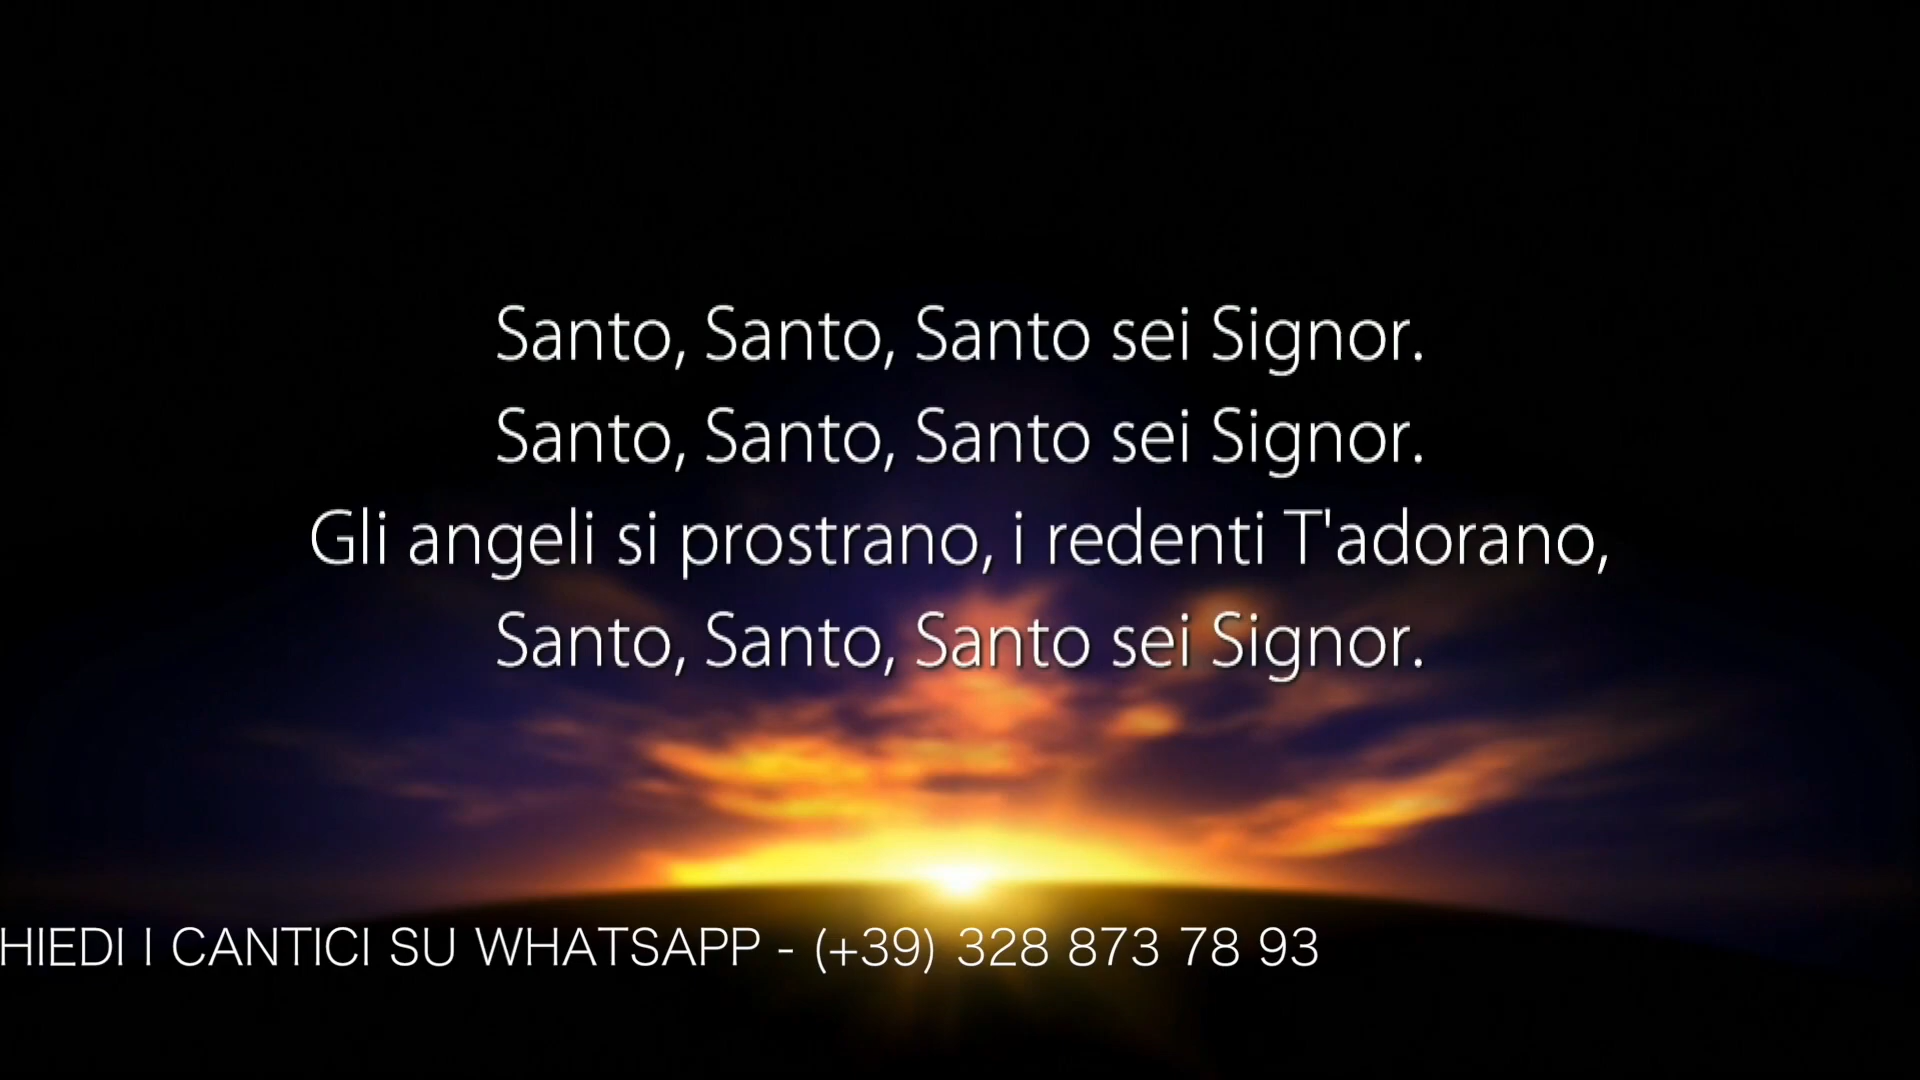 Santo, Santo, Santo sei Signor.
Santo, Santo, Santo sei Signor.
Gli angeli si prostrano, i redenti T'adorano,
Santo, Santo, Santo sei Signor.
HIEDI I CANTICI SU WHATSAPP - (+39) 328 873 78 93